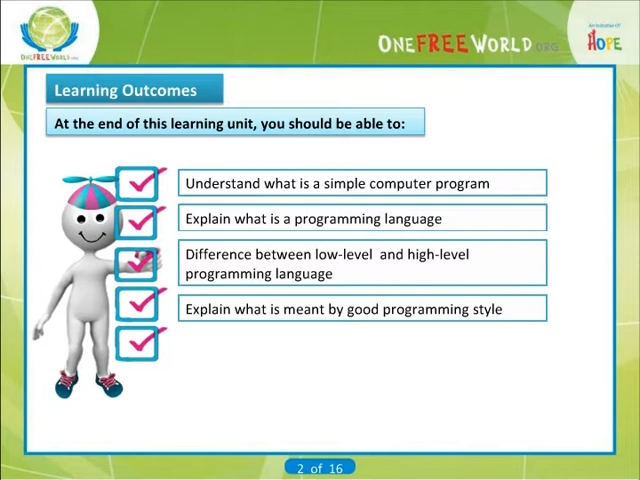 ONEFREEWORLD.ORG
ONEFREEWORLD.ORG
An Initiative Of
HOPE
Learning Outcomes
At the end of this learning unit, you should be able to:
Understand what is a simple computer program
Explain what is a programming language
Difference between low-level and high-level
programming language
Explain what is meant by good programming style
2 of 16